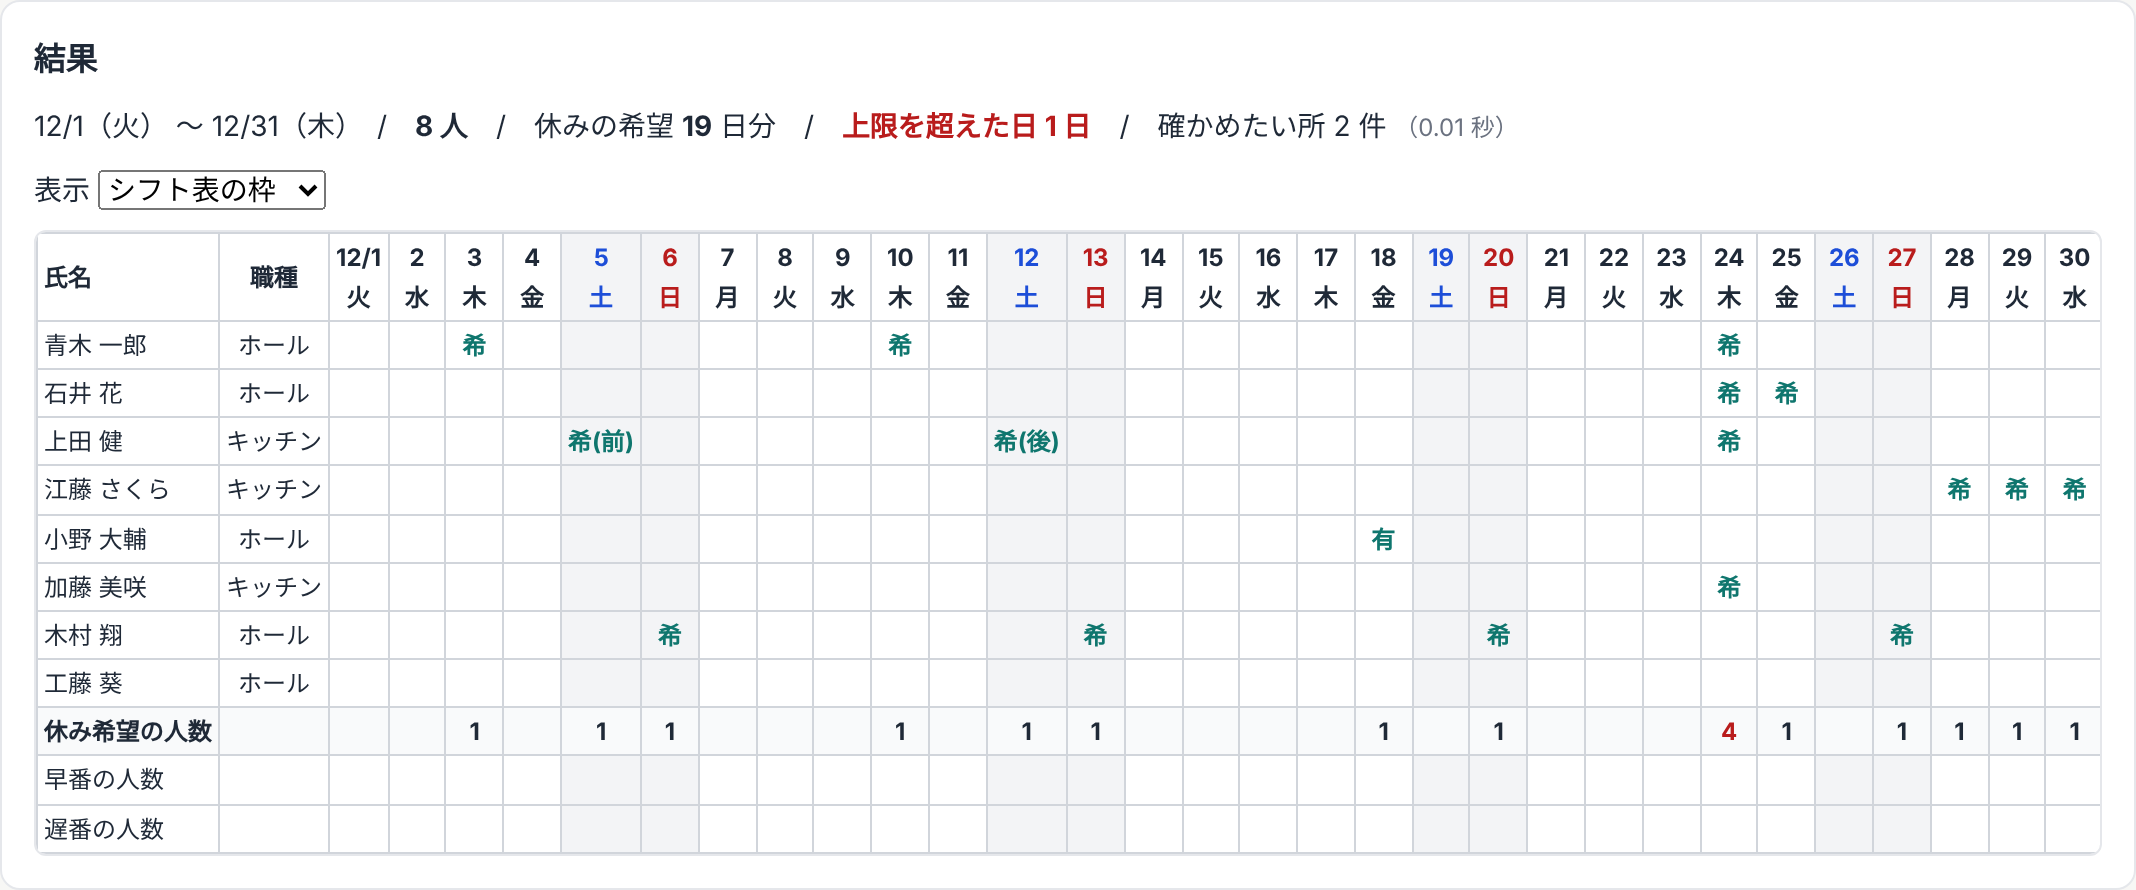 結果
12/1（火） 〜 12/31（木） / 8 人 / 休みの希望 19 日分 / 上限を超えた日 1 日 / 確かめたい所 2 件 （0.01 秒）
表示 シフト表の枠
氏名 職種 12/1 2 3 4 5 6 7 8 9 10 11 12 13 14 15 16 17 18 19 20 21 22 23 24 25 26 27 28 29 30
火 水 木 金 土 日 月 火 水 木 金 土 日 月 火 水 木 金 土 日 月 火 水 木 金 土 日 月 火 水
青木 一郎 ホール 希 希 希
石井 花 ホール 希 希
上田 健 キッチン 希(前) 希(後) 希
江藤 さくら キッチン 希 希 希
小野 大輔 ホール 有
加藤 美咲 キッチン 希
木村 翔 ホール 希 希 希 希
工藤 葵 ホール
休み希望の人数 1 1 1 1 1 1 1 1 4 1 1 1 1 1
早番の人数
遅番の人数